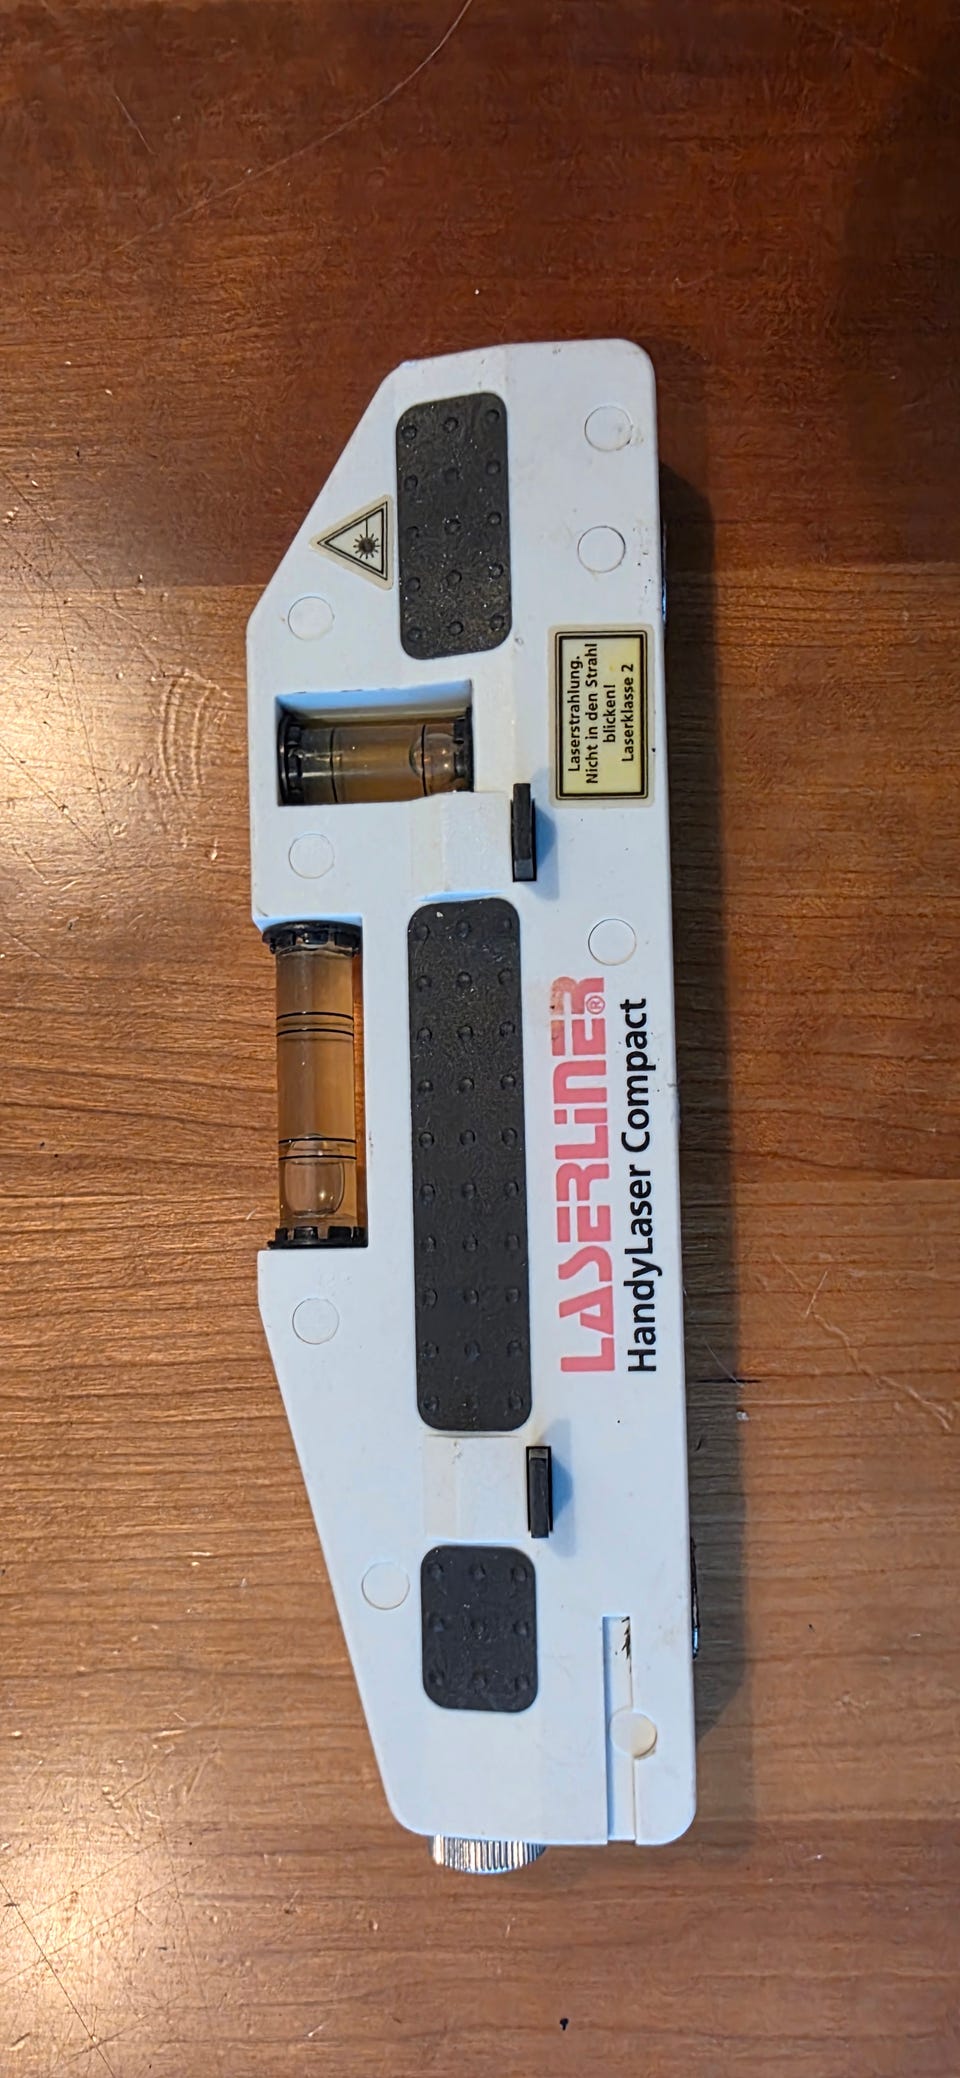 Laserstrahlung.
Nicht in den Strahl
blicken!
Laserklasse 2
LASERLINER®
HandyLaser Compact